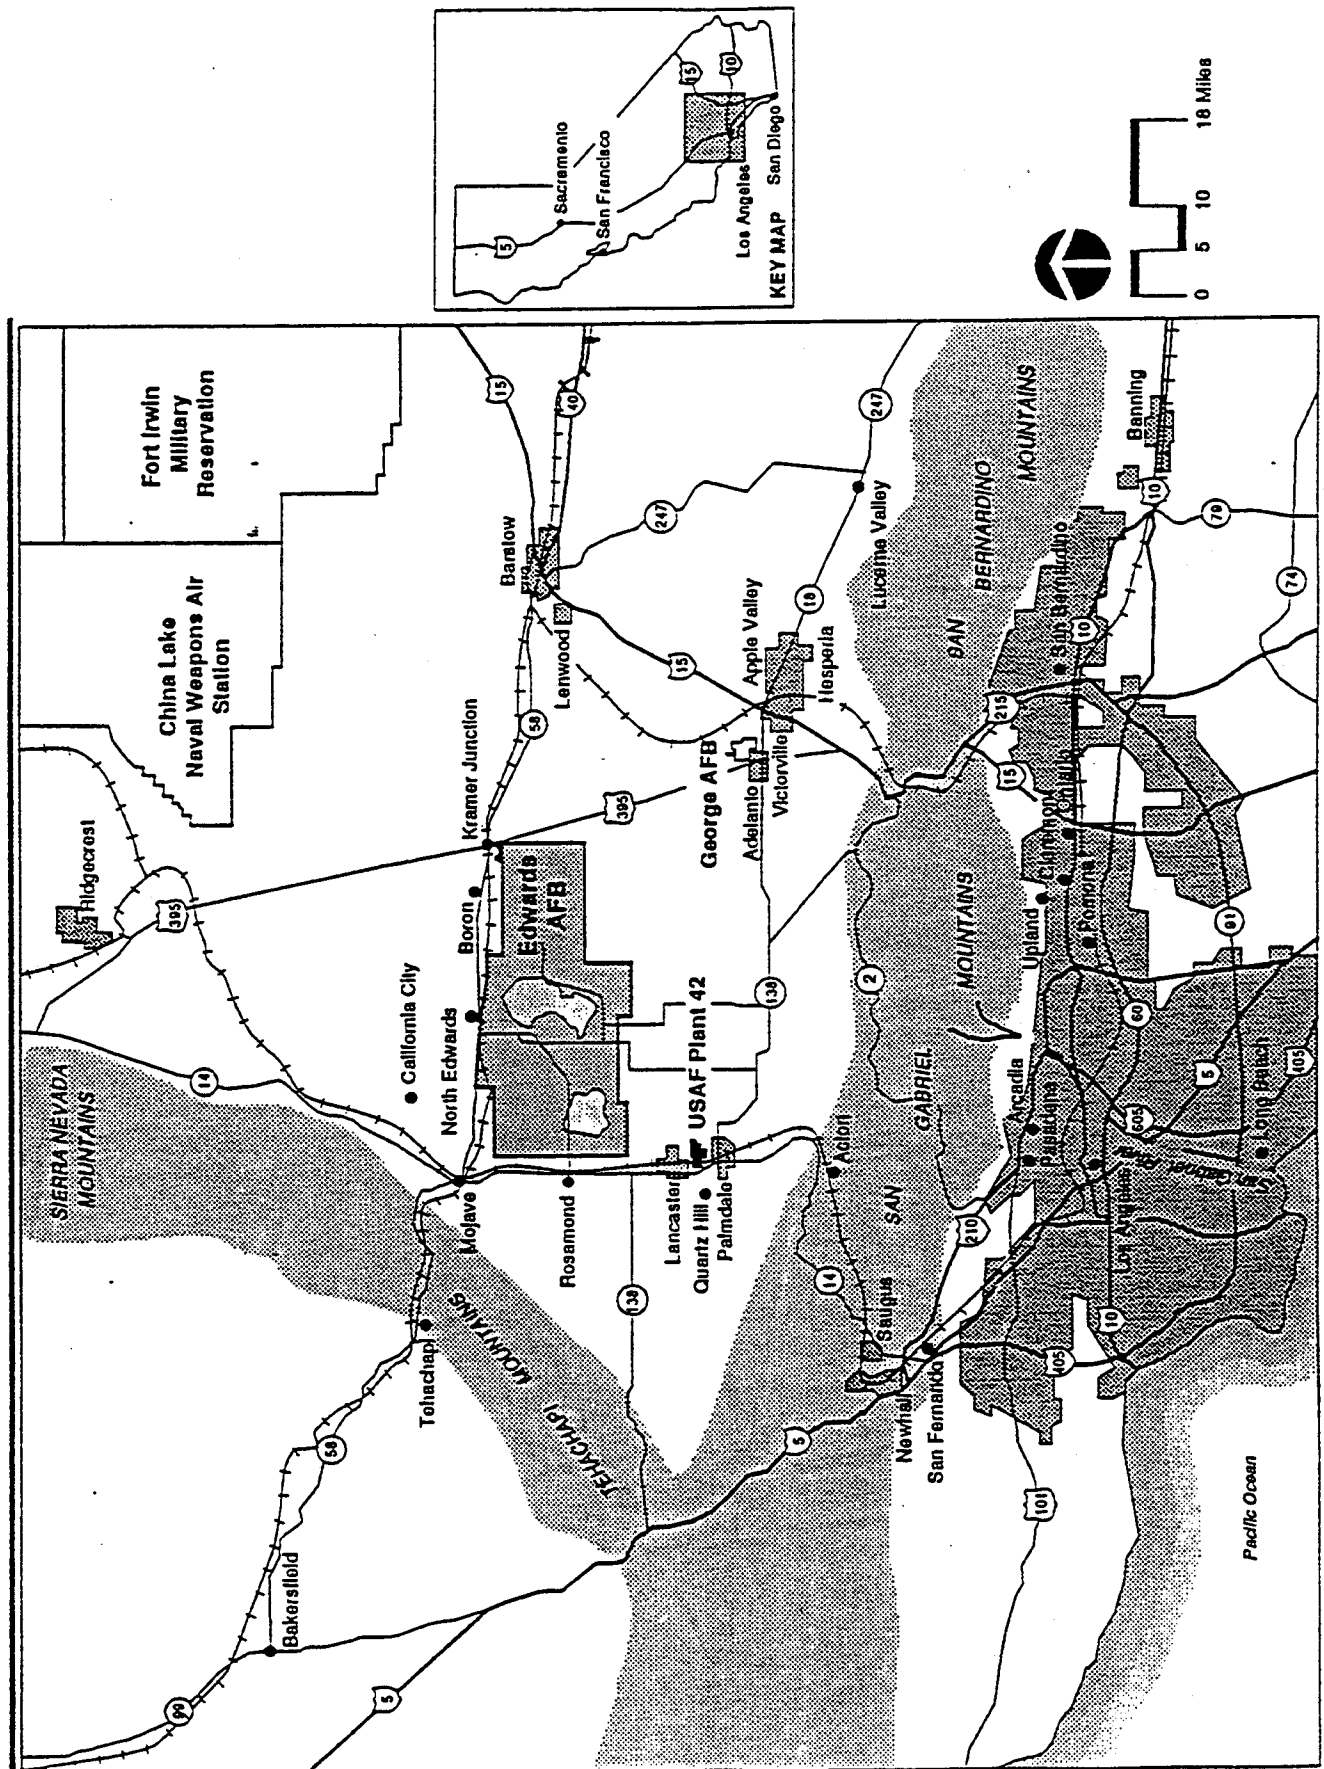 SIERRA NEVADA
MOUNTAINS
Ridgecrest
China Lake
Naval Weapons Air
Station
Fort Irwin
Military
Reservation
99
Bakersfield
58
5
Tehachapi
14
California City
395
Mojave
North Edwards
Boron
Kramer Junction
58
Barstow
Lenwood
15
40
Edwards
AFB
Rosamond
TEHACHAPI
MOUNTAINS
138
Lancaster
Quartz Hill
Palmdale
USAF Plant 42
395
George AFB
Adelanto
Victorville
Apple Valley
Hesperia
15
247
18
247
Lucerne Valley
138
5
14
Acton
2
Saugus
Newhall
San Fernando
SAN
GABRIEL
MOUNTAINS
SAN
BERNARDINO
MOUNTAINS
210
215
15
Arcadia
Pasadena
Upland
Claremont
Ontario
Pomona
San Bernardino
10
10
Banning
101
405
10
Los Angeles
San Gabriel River
605
60
5
91
79
74
Long Beach
405
Pacific Ocean
5
Sacramento
San Francisco
15
10
Los Angeles
San Diego
KEY MAP
0
5
10
18 Miles